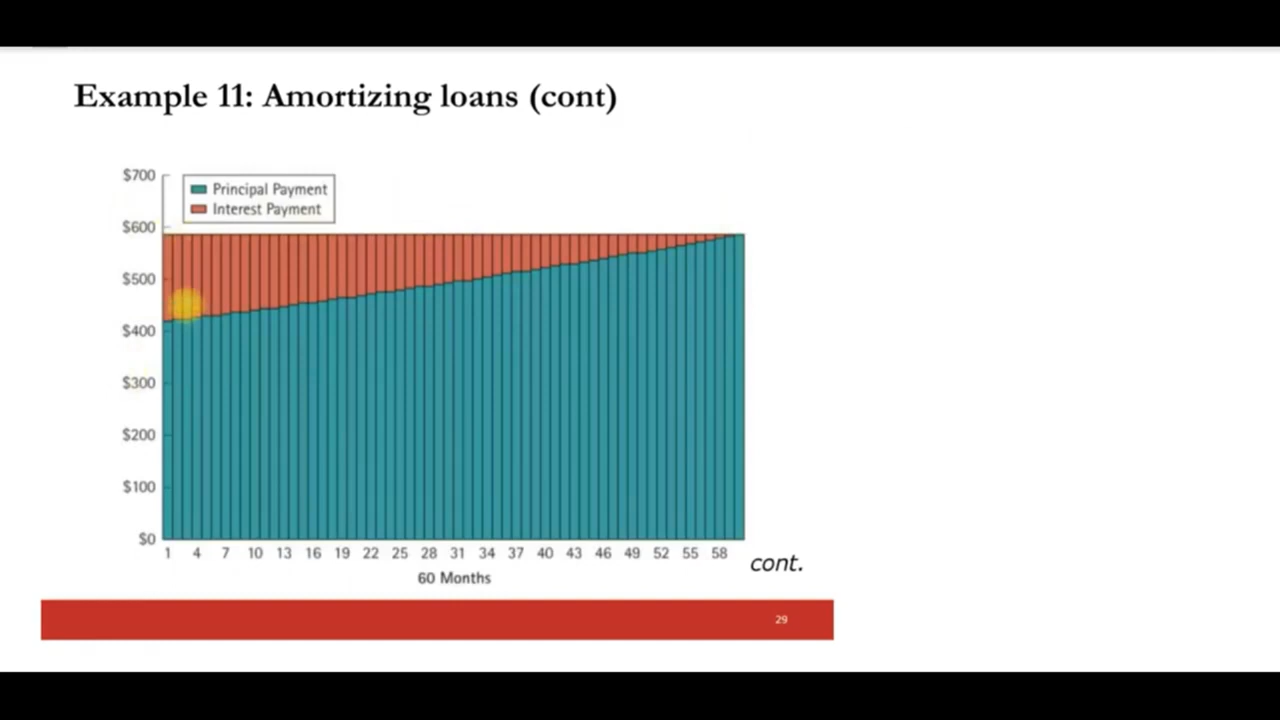 Example 11: Amortizing loans (cont)
$700
Principal Payment
Interest Payment
$600
$500
$400
$300
$200
$100
$0
1 4 7 10 13 16 19 22 25 28 31 34 37 40 43 46 49 52 55 58
60 Months
cont.
29